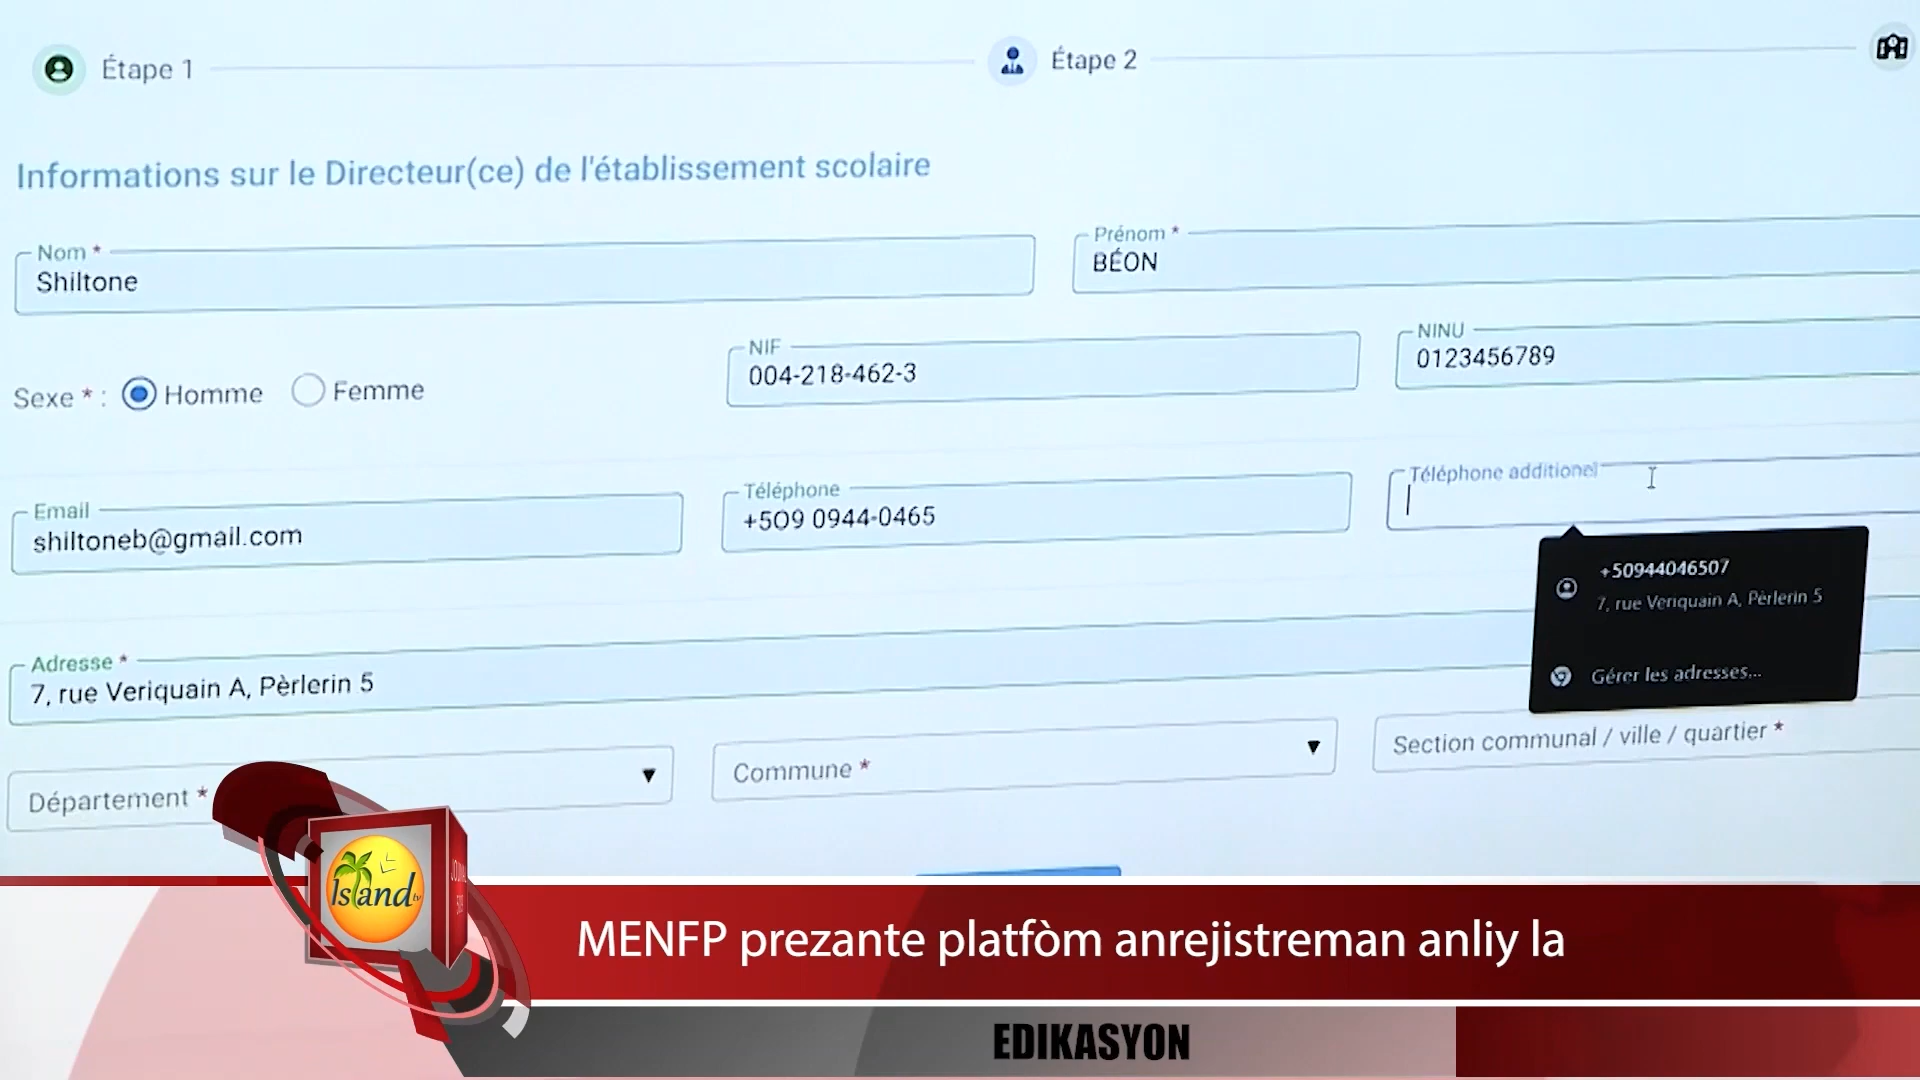 Étape 1
Étape 2
Informations sur le Directeur(ce) de l'établissement scolaire
Nom *
Shiltone
Prénom *
BÉON
Sexe * : Homme Femme
NIF
004-218-462-3
NINU
0123456789
Email
shiltoneb@gmail.com
Téléphone
+509 0944-0465
Téléphone additionel
+50944046507
7, rue Veriquain A, Pèrlerin 5
Gérer les adresses...
Adresse *
7, rue Veriquain A, Pèrlerin 5
Département *
Commune *
Section communal / ville / quartier *
Island tv
MENFP prezante platfòm anrejistreman anliy la
EDIKASYON